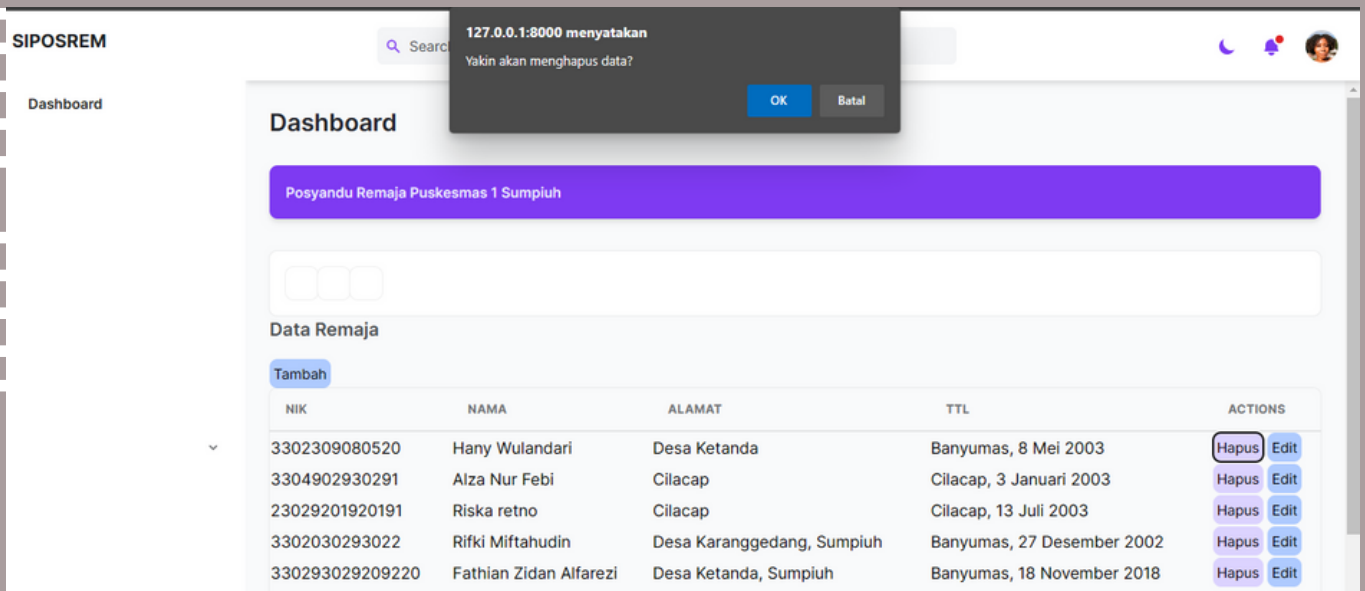 SIPOSREM
127.0.0.1:8000 menyatakan
Yakin akan menghapus data?
OK Batal
Dashboard
Dashboard
Posyandu Remaja Puskesmas 1 Sumpiuh
Data Remaja
Tambah
NIK NAMA ALAMAT TTL ACTIONS
3302309080520 Hany Wulandari Desa Ketanda Banyumas, 8 Mei 2003 Hapus Edit
3304902930291 Alza Nur Febi Cilacap Cilacap, 3 Januari 2003 Hapus Edit
23029201920191 Riska retno Cilacap Cilacap, 13 Juli 2003 Hapus Edit
3302030293022 Rifki Miftahudin Desa Karanggedang, Sumpiuh Banyumas, 27 Desember 2002 Hapus Edit
330293029209220 Fathian Zidan Alfarezi Desa Ketanda, Sumpiuh Banyumas, 18 November 2018 Hapus Edit